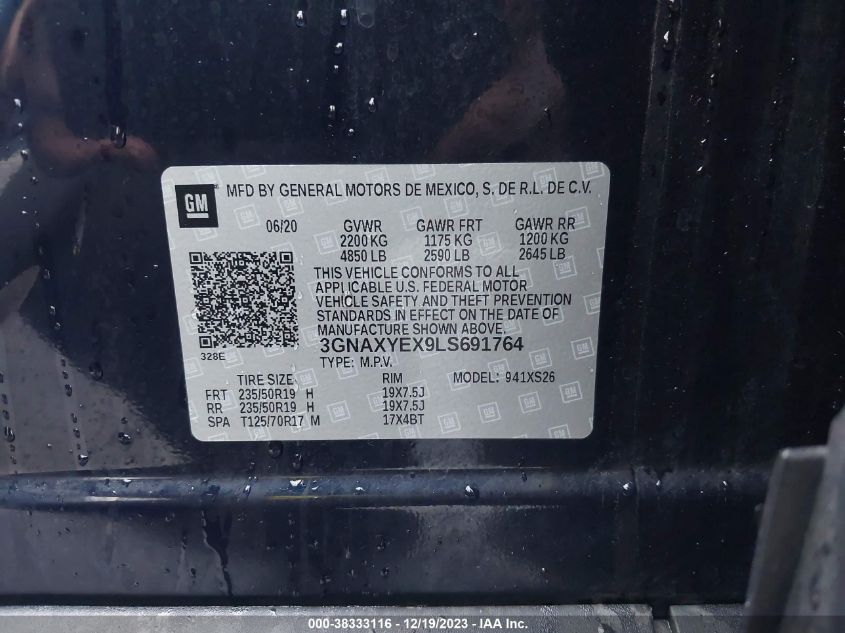 GM
MFD BY GENERAL MOTORS DE MEXICO, S. DE R.L. DE C.V.
06/20 GVWR GAWR FRT GAWR RR
2200 KG 1175 KG 1200 KG
4850 LB 2590 LB 2645 LB
THIS VEHICLE CONFORMS TO ALL
APPLICABLE U.S. FEDERAL MOTOR
VEHICLE SAFETY AND THEFT PREVENTION
STANDARDS IN EFFECT ON THE DATE OF
MANUFACTURE SHOWN ABOVE.
328E
3GNAXYEX9LS691764
TYPE: M.P.V.
TIRE SIZE RIM MODEL: 941XS26
FRT 235/50R19 H 19X7.5J
RR 235/50R19 H 19X7.5J
SPA T125/70R17 M 17X4BT
000-38333116 - 12/19/2023 - IAA Inc.